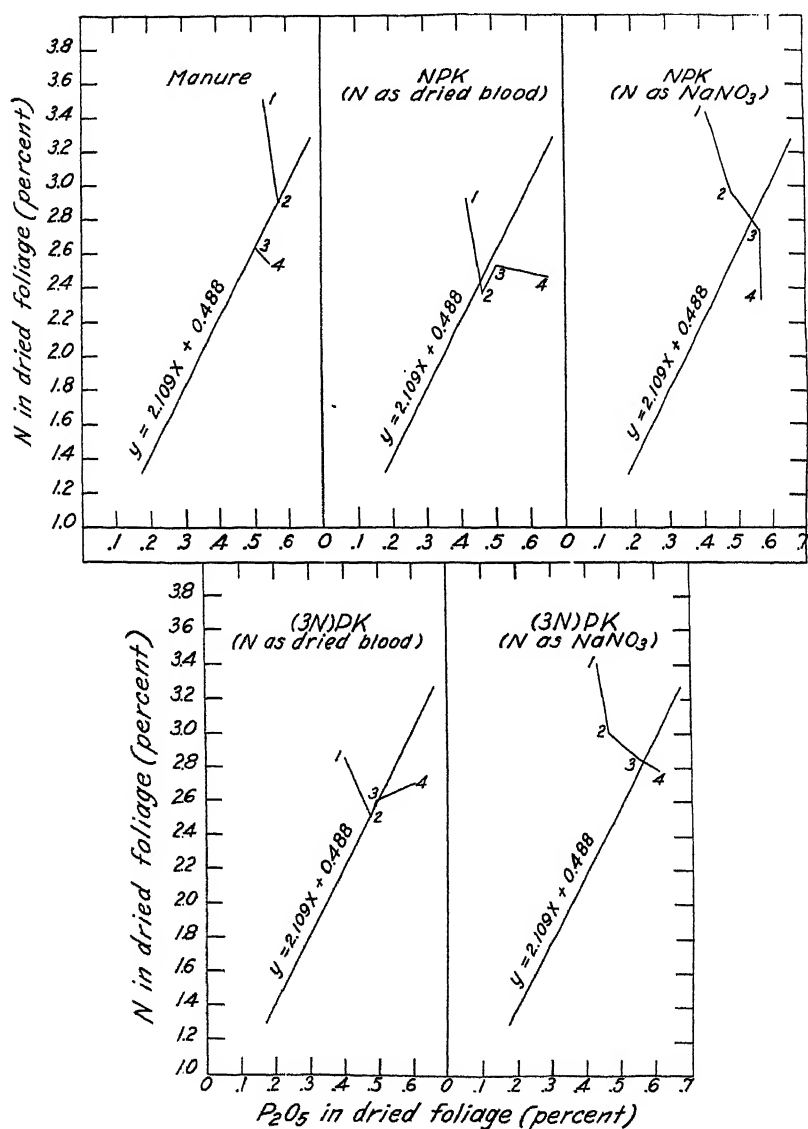 N in dried foliage (percent)
3.8
3.6
3.4
3.2
3.0
2.8
2.6
2.4
2.2
2.0
1.8
1.6
1.4
1.2
1.0
Manure
1
2
3
4
y = 2.109X + 0.488
NPK
(N as dried blood)
1
2
3
4
y = 2.109X + 0.488
NPK
(N as NaNO3)
1
2
3
4
y = 2.109X + 0.488
.1 .2 .3 .4 .5 .6 0 .1 .2 .3 .4 .5 .6 0 .1 .2 .3 .4 .5 .6 .7
N in dried foliage (percent)
3.8
3.6
3.4
3.2
3.0
2.8
2.6
2.4
2.2
2.0
1.8
1.6
1.4
1.2
1.0
(3N)PK
(N as dried blood)
1
2
3
4
y = 2.109X + 0.488
(3N)PK
(N as NaNO3)
1
2
3
4
y = 2.109X + 0.488
0 .1 .2 .3 .4 .5 .6 0 .1 .2 .3 .4 .5 .6 .7
P2O5 in dried foliage (percent)